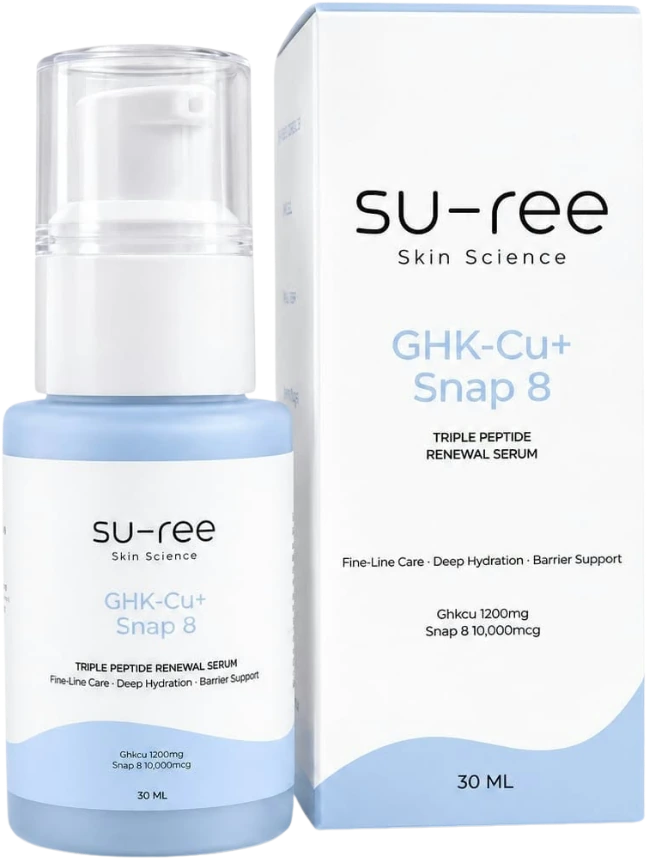 su-ree
Skin Science
GHK-Cu+
Snap 8
TRIPLE PEPTIDE RENEWAL SERUM
Fine-Line Care · Deep Hydration · Barrier Support
Ghkcu 1200mg
Snap 8 10,000mcg
30 ML
su-ree
Skin Science
GHK-Cu+
Snap 8
TRIPLE PEPTIDE
RENEWAL SERUM
Fine-Line Care · Deep Hydration · Barrier Support
Ghkcu 1200mg
Snap 8 10,000mcg
30 ML